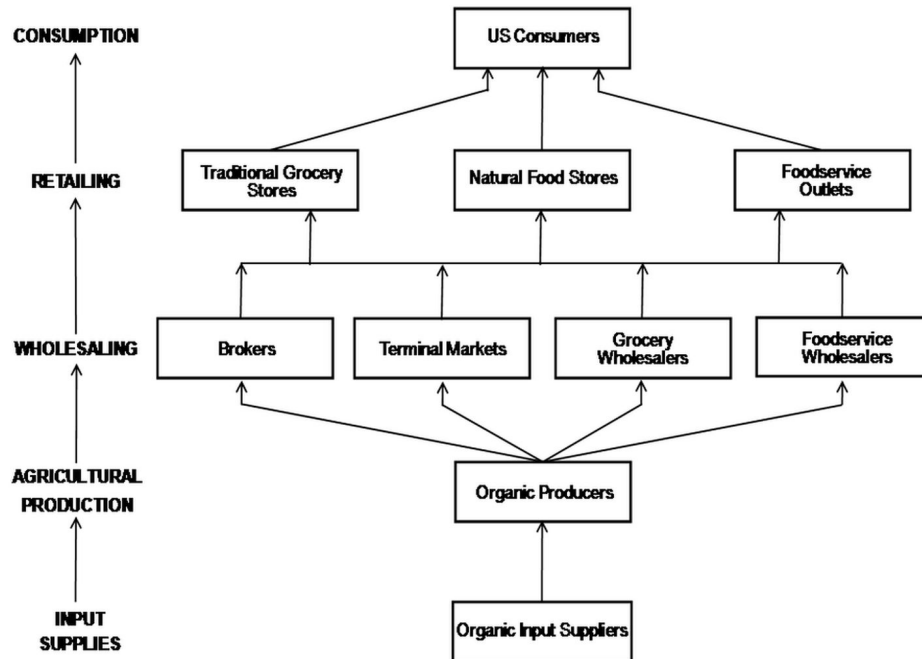 CONSUMPTION
US Consumers
RETAILING
Traditional Grocery
Stores
Natural Food Stores
Foodservice
Outlets
WHOLESALING
Brokers
Terminal Markets
Grocery
Wholesalers
Foodservice
Wholesalers
AGRICULTURAL
PRODUCTION
Organic Producers
INPUT
SUPPLIES
Organic Input Suppliers